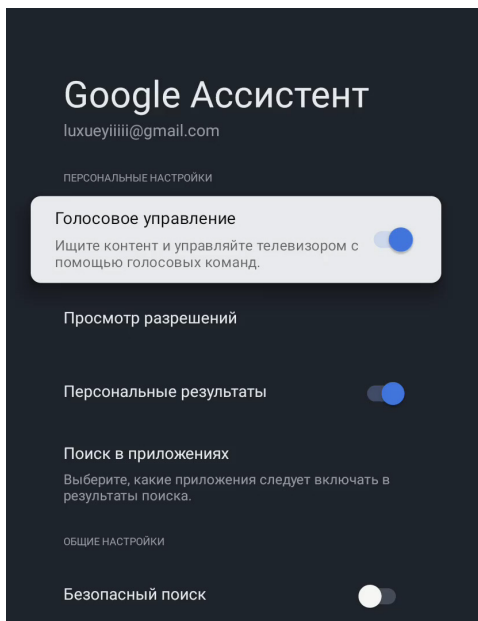 Google Ассистент
luxueyiiiii@gmail.com
ПЕРСОНАЛЬНЫЕ НАСТРОЙКИ
Голосовое управление
Ищите контент и управляйте телевизором с
помощью голосовых команд.
Просмотр разрешений
Персональные результаты
Поиск в приложениях
Выберите, какие приложения следует включать в
результаты поиска.
ОБЩИЕ НАСТРОЙКИ
Безопасный поиск